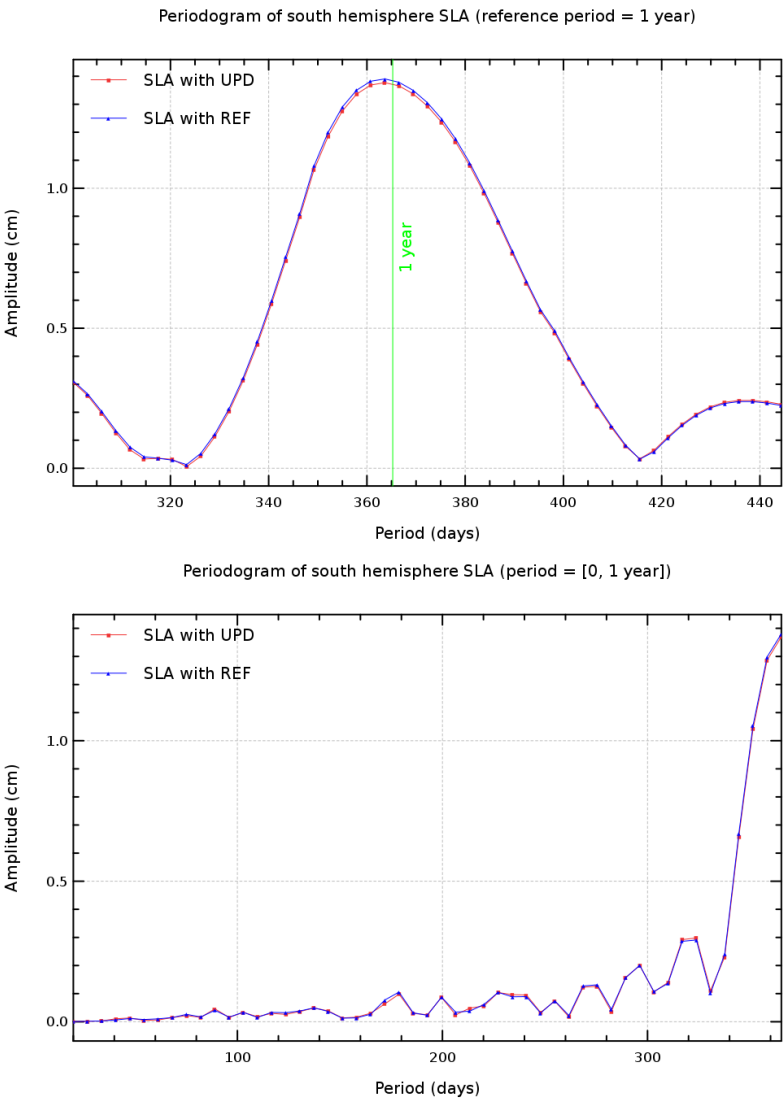 Periodogram of south hemisphere SLA (reference period = 1 year)
SLA with UPD
SLA with REF
1 year
Amplitude (cm)
1.0
0.5
0.0
320 340 360 380 400 420 440
Period (days)
Periodogram of south hemisphere SLA (period = [0, 1 year])
SLA with UPD
SLA with REF
Amplitude (cm)
1.0
0.5
0.0
100 200 300
Period (days)